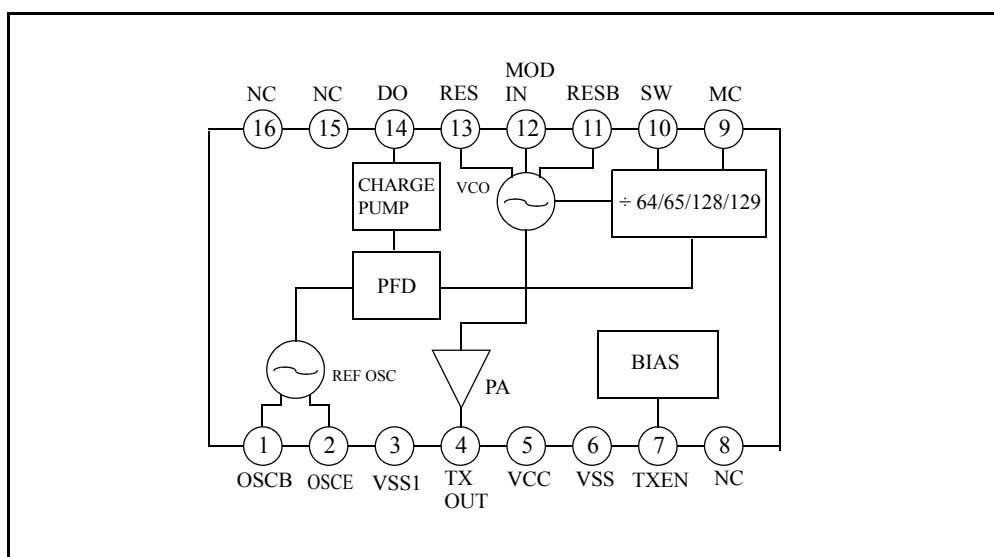 NC
NC
DO
RES
MOD
IN
RESB
SW
MC
16
15
14
13
12
11
10
9
CHARGE
PUMP
VCO
÷ 64/65/128/129
PFD
REF OSC
PA
BIAS
1
2
3
4
5
6
7
8
OSCB
OSCE
VSS1
TX
OUT
VCC
VSS
TXEN
NC